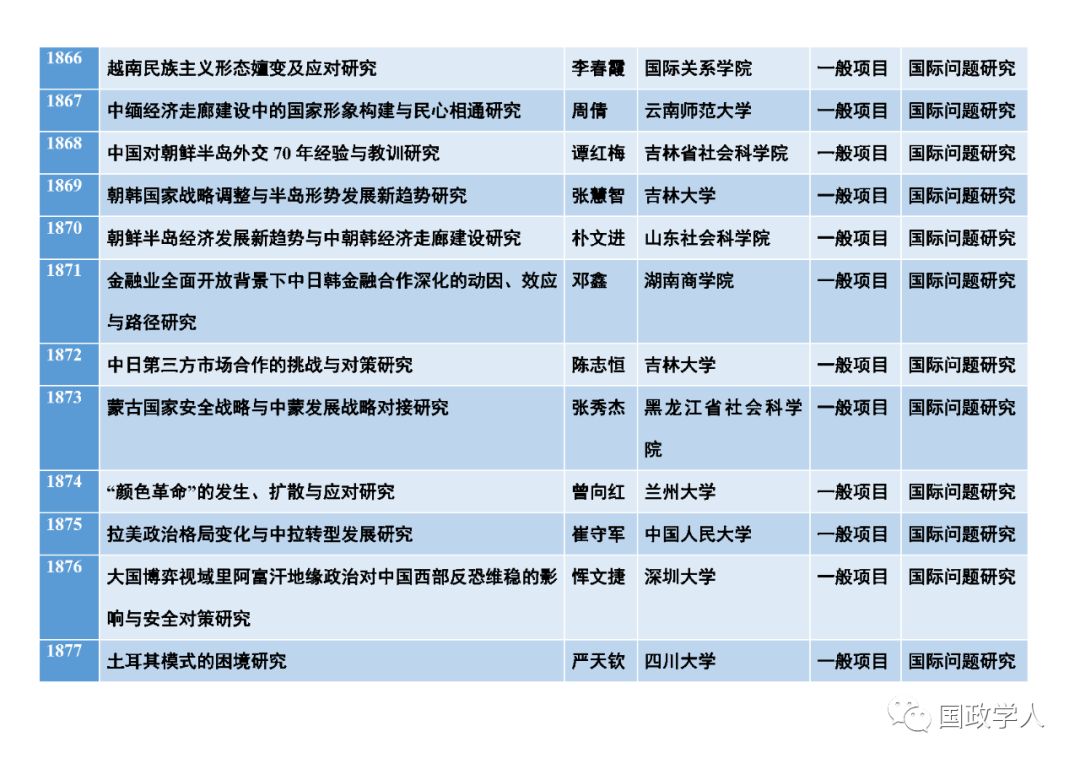 1866 越南民族主义形态嬗变及应对研究 李春霞 国际关系学院 一般项目 国际问题研究
1867 中缅经济走廊建设中的国家形象构建与民心相通研究 周倩 云南师范大学 一般项目 国际问题研究
1868 中国对朝鲜半岛外交 70 年经验与教训研究 谭红梅 吉林省社会科学院 一般项目 国际问题研究
1869 朝韩国家战略调整与半岛形势发展新趋势研究 张慧智 吉林大学 一般项目 国际问题研究
1870 朝鲜半岛经济发展新趋势与中朝韩经济走廊建设研究 朴文进 山东社会科学院 一般项目 国际问题研究
1871 金融业全面开放背景下中日韩金融合作深化的动因、效应 邓鑫 湖南商学院 一般项目 国际问题研究
与路径研究
1872 中日第三方市场合作的挑战与对策研究 陈志恒 吉林大学 一般项目 国际问题研究
1873 蒙古国家安全战略与中蒙发展战略对接研究 张秀杰 黑龙江省社会科学 一般项目 国际问题研究
院
1874 “颜色革命”的发生、扩散与应对研究 曾向红 兰州大学 一般项目 国际问题研究
1875 拉美政治格局变化与中拉转型发展研究 崔守军 中国人民大学 一般项目 国际问题研究
1876 大国博弈视域里阿富汗地缘政治对中国西部反恐维稳的影 恽文捷 深圳大学 一般项目 国际问题研究
响与安全对策研究
1877 土耳其模式的困境研究 严天钦 四川大学 一般项目 国际问题研究
国政学人